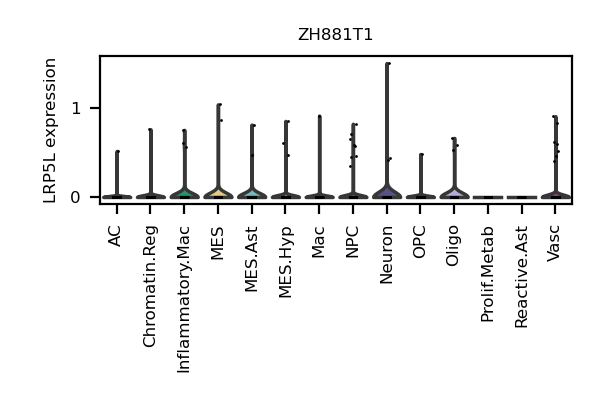 ZH881T1
LRP5L expression
1
0
AC
Chromatin.Reg
Inflammatory.Mac
MES
MES.Ast
MES.Hyp
Mac
NPC
Neuron
OPC
Oligo
Prolif.Metab
Reactive.Ast
Vasc